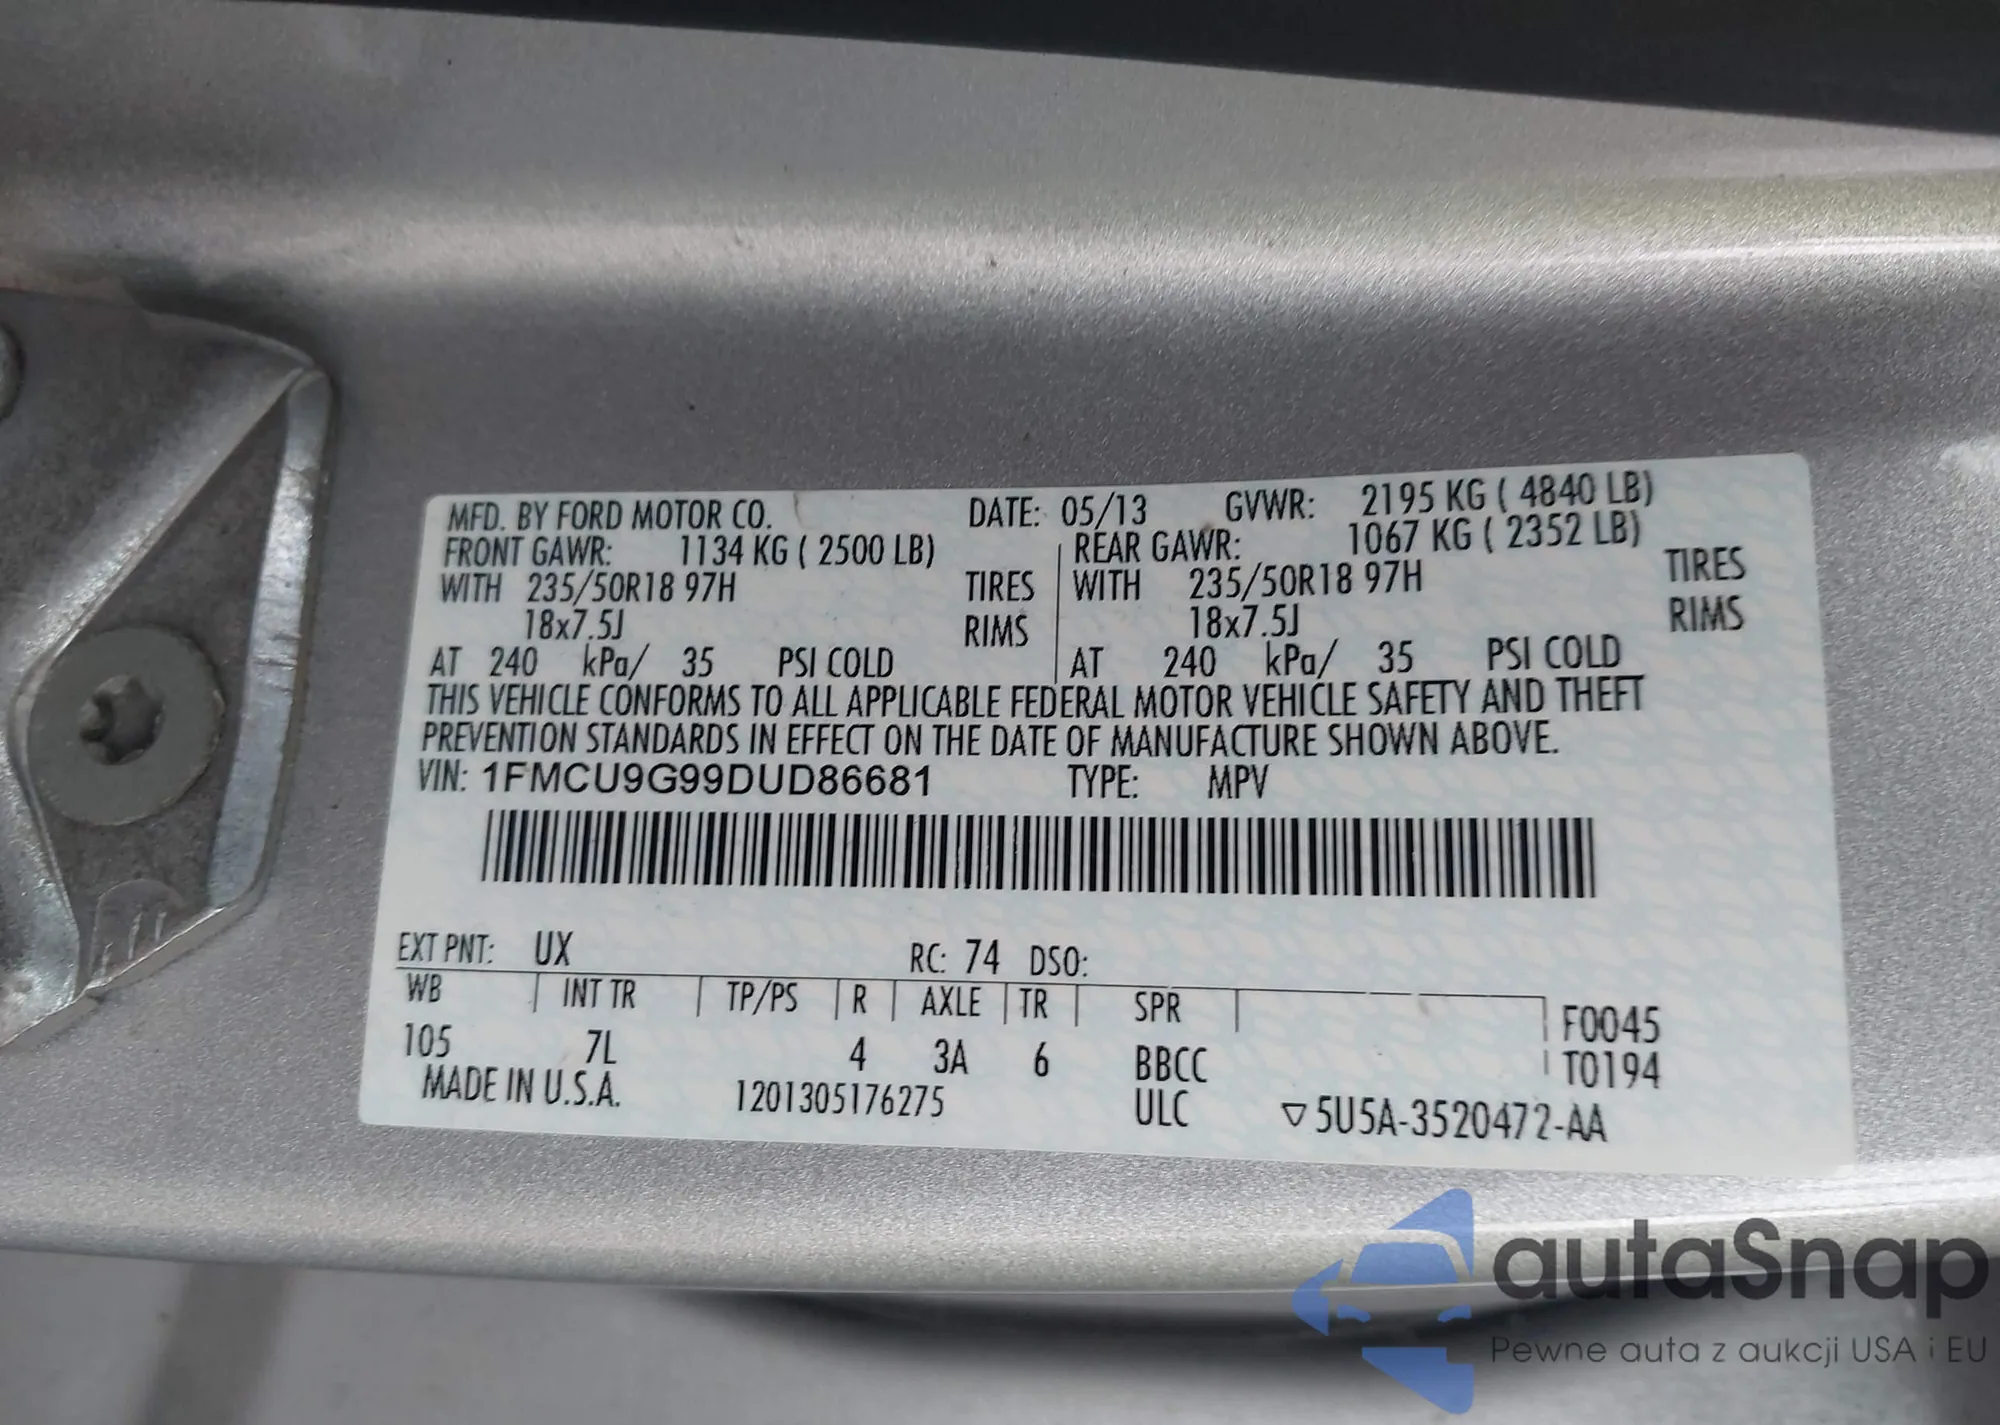 MFD. BY FORD MOTOR CO. DATE: 05/13 GVWR: 2195 KG ( 4840 LB)
FRONT GAWR: 1134 KG ( 2500 LB) REAR GAWR: 1067 KG ( 2352 LB)
WITH 235/50R18 97H TIRES WITH 235/50R18 97H TIRES
18x7.5J RIMS 18x7.5J RIMS
AT 240 kPa/ 35 PSI COLD AT 240 kPa/ 35 PSI COLD
THIS VEHICLE CONFORMS TO ALL APPLICABLE FEDERAL MOTOR VEHICLE SAFETY AND THEFT
PREVENTION STANDARDS IN EFFECT ON THE DATE OF MANUFACTURE SHOWN ABOVE.
VIN: 1FMCU9G99DUD86681 TYPE: MPV
EXT PNT: UX RC: 74 DSO:
WB INT TR TP/PS R AXLE TR SPR F0045
105 7L 4 3A 6 BBCC T0194
MADE IN U.S.A. 1201305176275 ULC ▽5U5A-3520472-AA
autaSnap
Pewne auta z aukcji USA i EU